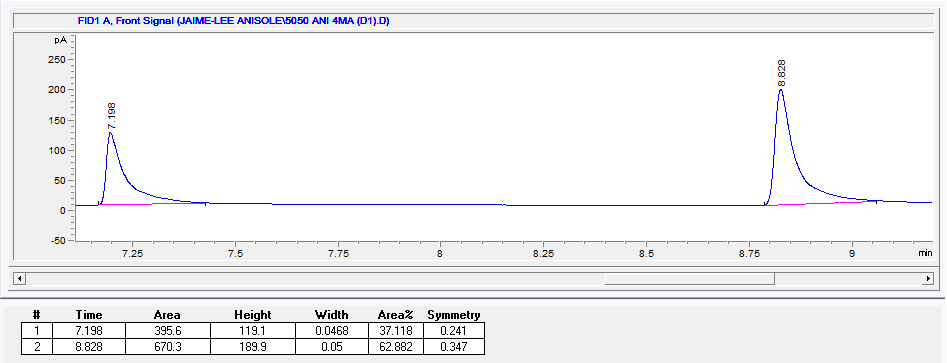 FID1 A, Front Signal (JAIME-LEE ANISOLE\5050 ANI 4MA (D1).D)
pA
250
200
150
100
50
0
-50
7.198
8.828
7.25 7.5 7.75 8 8.25 8.5 8.75 9 min
# Time Area Height Width Area% Symmetry
1 7.198 395.6 119.1 0.0468 37.118 0.241
2 8.828 670.3 189.9 0.05 62.882 0.347